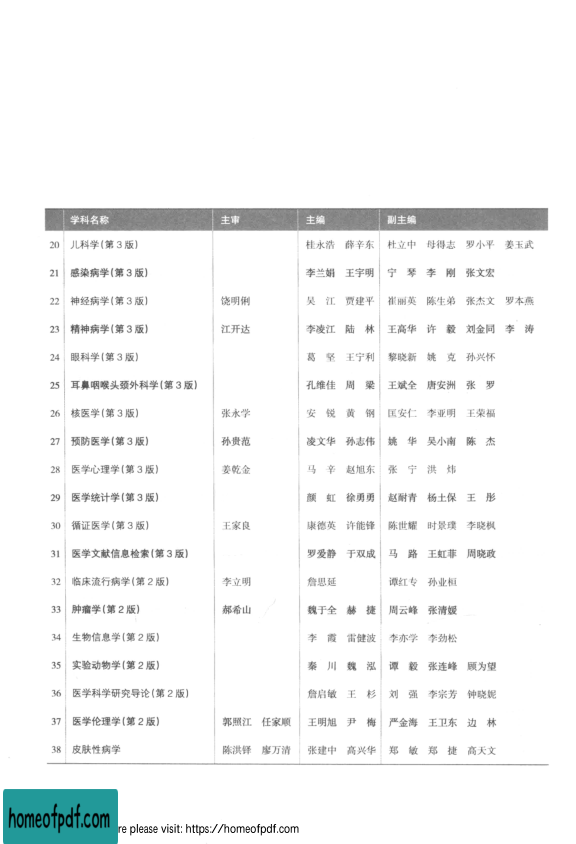 学科名称 主审 主编 副主编
20 儿科学(第3版) 桂永浩 薛辛东 杜立中 母得志 罗小平 姜玉武
21 感染病学(第3版) 李兰娟 王宇明 宁 琴 李 刚 张文宏
22 神经病学(第3版) 饶明俐 吴 江 贾建平 崔丽英 陈生弟 张杰文 罗本燕
23 精神病学(第3版) 江开达 李凌江 陆 林 王高华 许 毅 刘金同 李 涛
24 眼科学(第3版) 葛 坚 王宁利 黎晓新 姚 克 孙兴怀
25 耳鼻咽喉头颈外科学(第3版) 孔维佳 周 梁 王斌全 唐安洲 张 罗
26 核医学(第3版) 张永学 安 锐 黄 钢 匡安仁 李亚明 王荣福
27 预防医学(第3版) 孙贵范 凌文华 孙志伟 姚 华 吴小南 陈 杰
28 医学心理学(第3版) 姜乾金 马 辛 赵旭东 张 宁 洪 炜
29 医学统计学(第3版) 颜 虹 徐勇勇 赵耐青 杨土保 王 彤
30 循证医学(第3版) 王家良 康德英 许能锋 陈世耀 时景璞 李晓枫
31 医学文献信息检索(第3版) 罗爱静 于双成 马 路 王虹菲 周晓政
32 临床流行病学(第2版) 李立明 詹思延 谭红专 孙业桓
33 肿瘤学(第2版) 郝希山 魏于全 赫 捷 周云峰 张清媛
34 生物信息学(第2版) 李 霞 雷健波 李亦学 李劲松
35 实验动物学(第2版) 秦 川 魏 泓 谭 毅 张连峰 顾为望
36 医学科学研究导论(第2版) 詹启敏 王 杉 刘 强 李宗芳 钟晓妮
37 医学伦理学(第2版) 郭照江 任家顺 王明旭 尹 梅 严金海 王卫东 边 林
38 皮肤性病学 陈洪铎 廖万清 张建中 高兴华 郑 敏 郑 捷 高天文
homeofpdf.com re please visit: https://homeofpdf.com